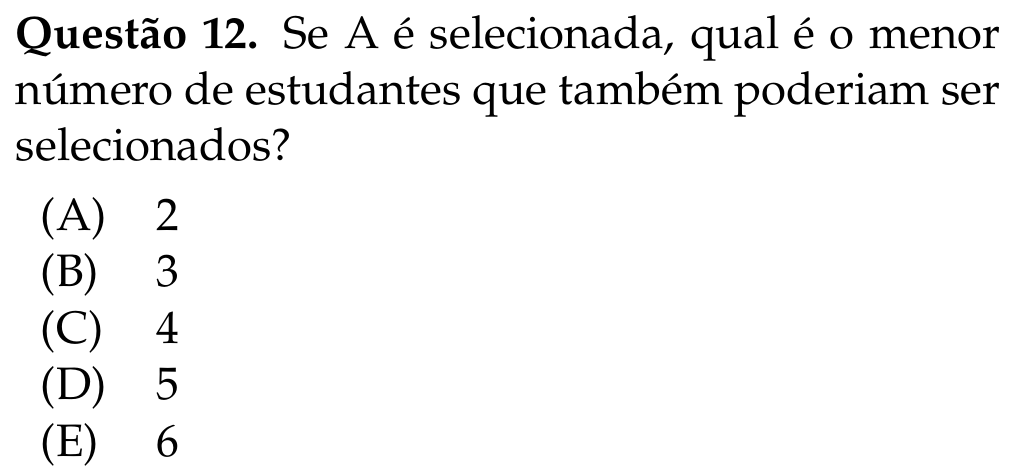 Questão 12. Se A é selecionada, qual é o menor
número de estudantes que também poderiam ser
selecionados?
(A) 2
(B) 3
(C) 4
(D) 5
(E) 6